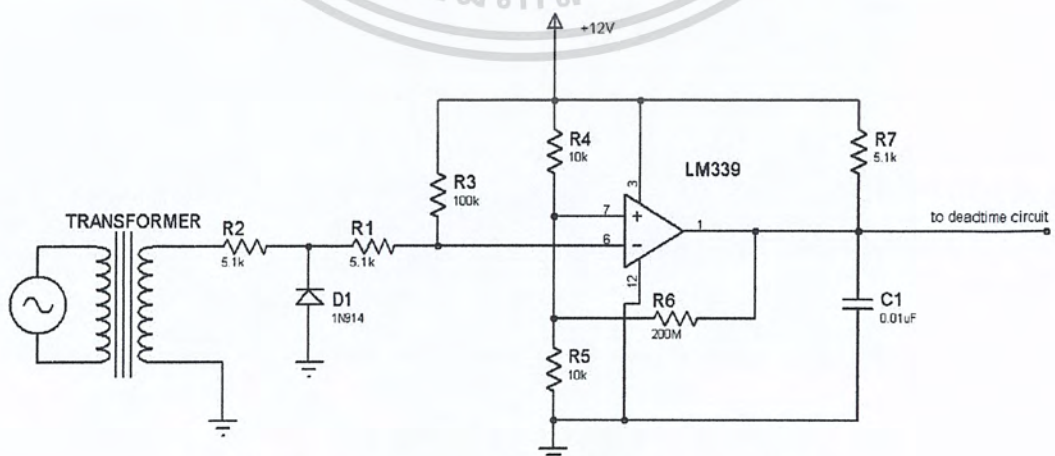 +12V
R4
10k
R7
5.1k
LM339
R3
100k
3
TRANSFORMER
R2
5.1k
R1
5.1k
7
+
6
-
1
to deadtime circuit
12
D1
1N914
R6
200M
C1
0.01uF
R5
10k